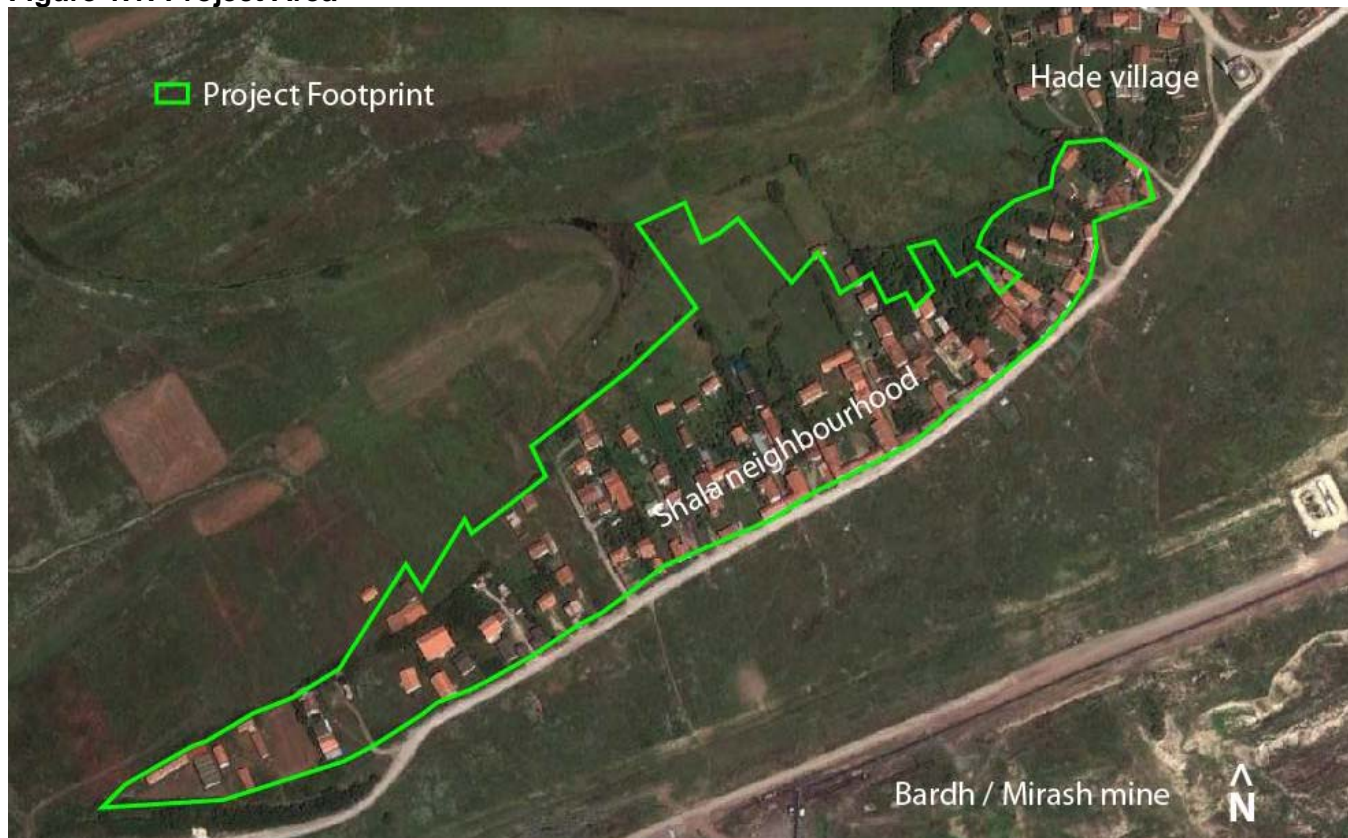 Project Footprint
Hade village
Shala neighbourhood
Bardh / Mirash mine
N